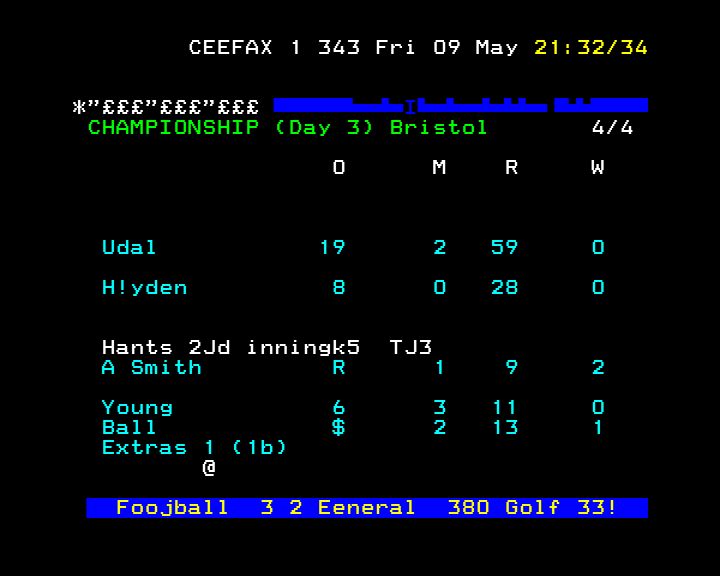 CEEFAX 1 343 Fri 09 May 21:32/34
*"£££"£££"£££
CHAMPIONSHIP (Day 3) Bristol 4/4
O M R W
Udal 19 2 59 0
H!yden 8 0 28 0
Hants 2Jd inningk5 TJ3
A Smith R 1 9 2
Young 6 3 11 0
Ball $ 2 13 1
Extras 1 (1b)
@
Foojball 3 2 Eeneral 380 Golf 33!